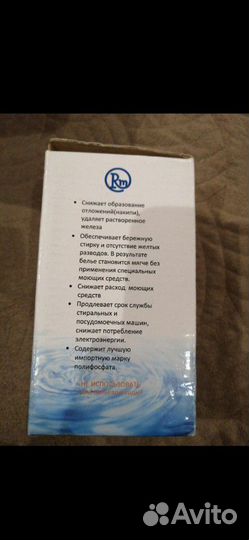 Rm
• Снижает образование
отложений(накипи),
удаляет растворенное
железа
• Обеспечивает бережную
стирку и отсутствие желтых
разводов. В результате
белье становится мягче без
применения специальных
моющих средств.
• Снижает расход моющих
средств
• Продлевает срок службы
стиральных и
посудомоечных машин,
снижает потребление
электроэнергии.
• Содержит лучшую
импортную марку
полифосфата.
НЕ ИСПОЛЬЗОВАТЬ
Avito